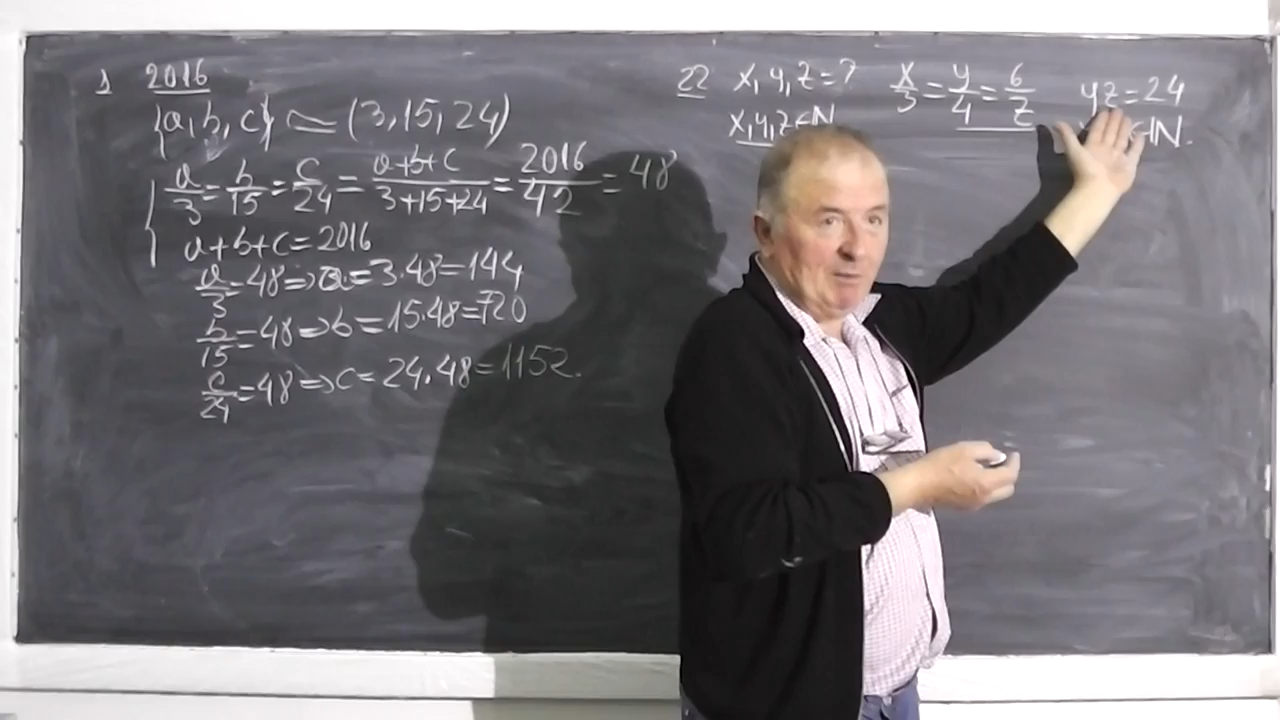 1 2016
{a, b, c} ≃ (3, 15, 24)
a/3 = b/15 = c/24 = a+b+c/3+15+24 = 2016/42 = 48
a+b+c=2016
a/3=48=>a=3·48=144
b/15=48=>b=15·48=720
c/24=48=>c=24·48=1152.
22 x, y, z=? x/3=y/4=6/z yz=24
x,y,z∈N ∈N.